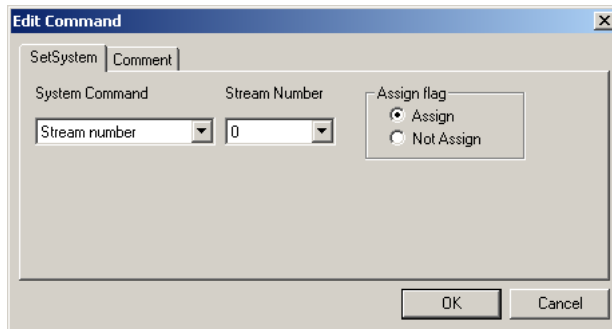 Edit Command
SetSystem Comment
System Command Stream Number Assign flag
Stream number 0 Assign
Not Assign
OK Cancel